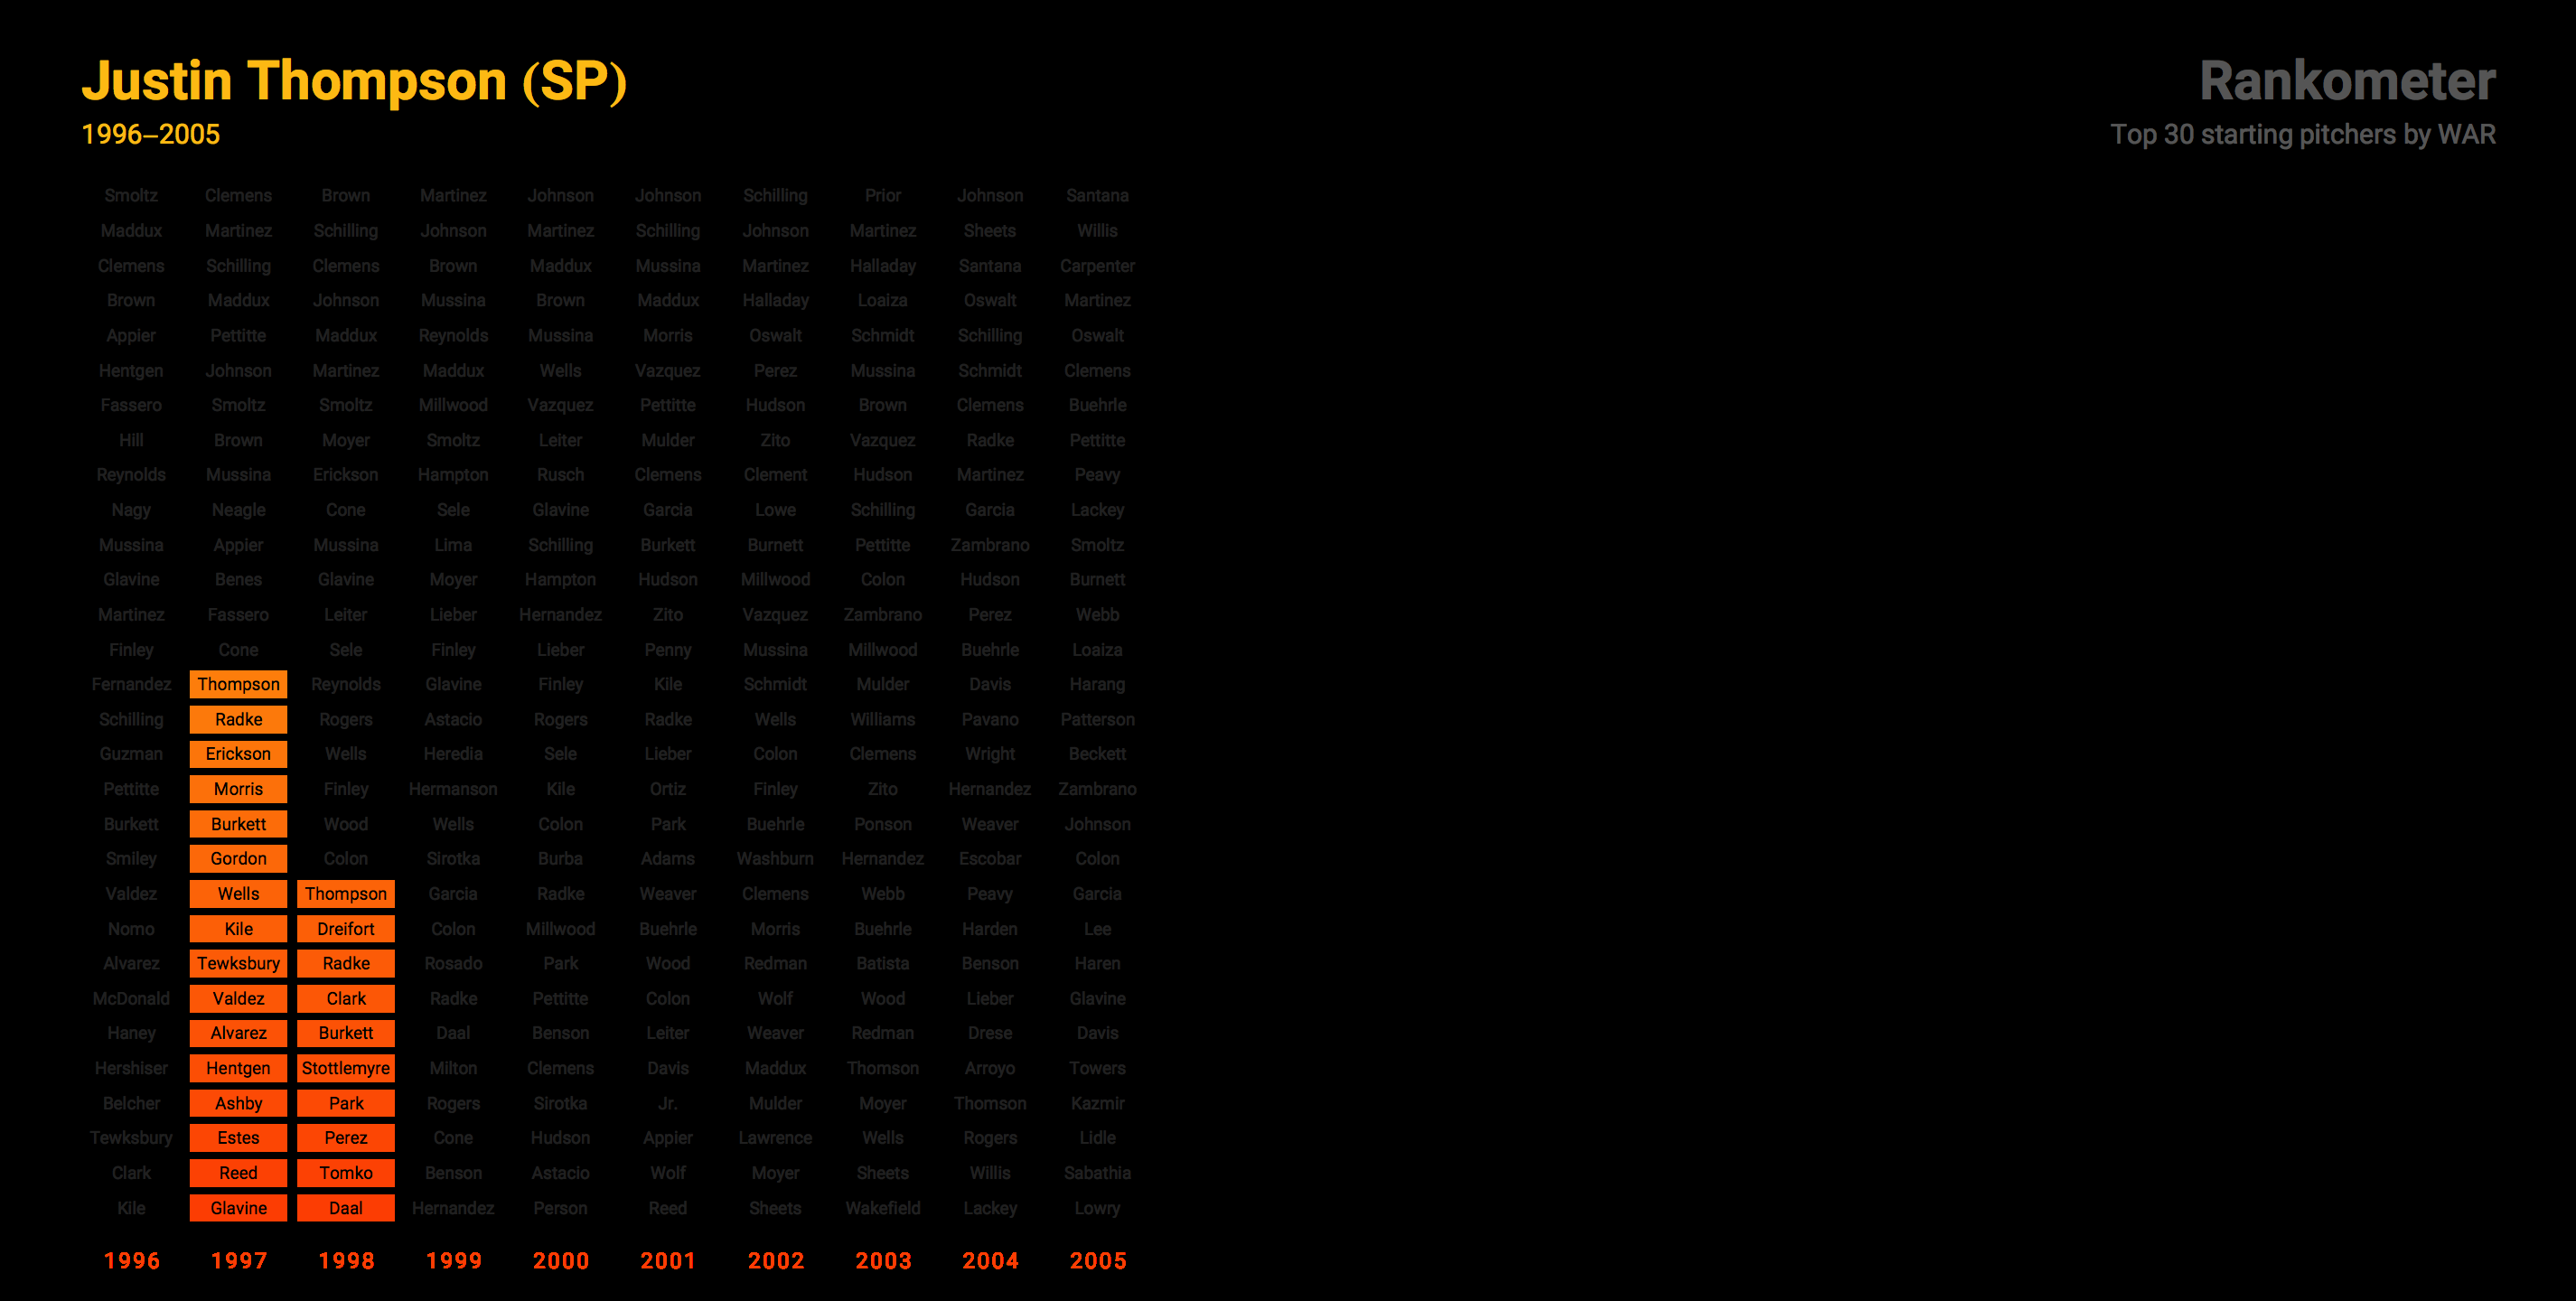 Justin Thompson (SP)
1996–2005
Rankometer
Top 30 starting pitchers by WAR
Smoltz Clemens Brown Martinez Johnson Johnson Schilling Prior Johnson Santana
Maddux Martinez Schilling Johnson Martinez Schilling Johnson Martinez Sheets Willis
Clemens Schilling Clemens Brown Maddux Mussina Martinez Halladay Santana Carpenter
Brown Maddux Johnson Mussina Brown Maddux Halladay Loaiza Oswalt Martinez
Appier Pettitte Maddux Reynolds Mussina Morris Oswalt Schmidt Schilling Oswalt
Hentgen Johnson Martinez Maddux Wells Vazquez Perez Mussina Schmidt Clemens
Fassero Smoltz Smoltz Millwood Vazquez Pettitte Hudson Brown Clemens Buehrle
Hill Brown Moyer Smoltz Leiter Mulder Zito Vazquez Radke Pettitte
Reynolds Mussina Erickson Hampton Rusch Clemens Clement Hudson Martinez Peavy
Nagy Neagle Cone Sele Glavine Garcia Lowe Schilling Garcia Lackey
Mussina Appier Mussina Lima Schilling Burkett Burnett Pettitte Zambrano Smoltz
Glavine Benes Glavine Moyer Hampton Hudson Millwood Colon Hudson Burnett
Martinez Fassero Leiter Lieber Hernandez Zito Vazquez Zambrano Perez Webb
Finley Cone Sele Finley Lieber Penny Mussina Millwood Buehrle Loaiza
Fernandez Thompson Reynolds Glavine Finley Kile Schmidt Mulder Davis Harang
Schilling Radke Rogers Astacio Rogers Radke Wells Williams Pavano Patterson
Guzman Erickson Wells Heredia Sele Lieber Colon Clemens Wright Beckett
Pettitte Morris Finley Hermanson Kile Ortiz Finley Zito Hernandez Zambrano
Burkett Burkett Wood Wells Colon Park Buehrle Ponson Weaver Johnson
Smiley Gordon Colon Sirotka Burba Adams Washburn Hernandez Escobar Colon
Valdez Wells Thompson Garcia Radke Weaver Clemens Webb Peavy Garcia
Nomo Kile Dreifort Colon Millwood Buehrle Morris Buehrle Harden Lee
Alvarez Tewksbury Radke Rosado Park Wood Redman Batista Benson Haren
McDonald Valdez Clark Radke Pettitte Colon Wolf Wood Lieber Glavine
Haney Alvarez Burkett Daal Benson Leiter Weaver Redman Drese Davis
Hershiser Hentgen Stottlemyre Milton Clemens Davis Maddux Thomson Arroyo Towers
Belcher Ashby Park Rogers Sirotka Jr. Mulder Moyer Thomson Kazmir
Tewksbury Estes Perez Cone Hudson Appier Lawrence Wells Rogers Lidle
Clark Reed Tomko Benson Astacio Wolf Moyer Sheets Willis Sabathia
Kile Glavine Daal Hernandez Person Reed Sheets Wakefield Lackey Lowry
1996 1997 1998 1999 2000 2001 2002 2003 2004 2005